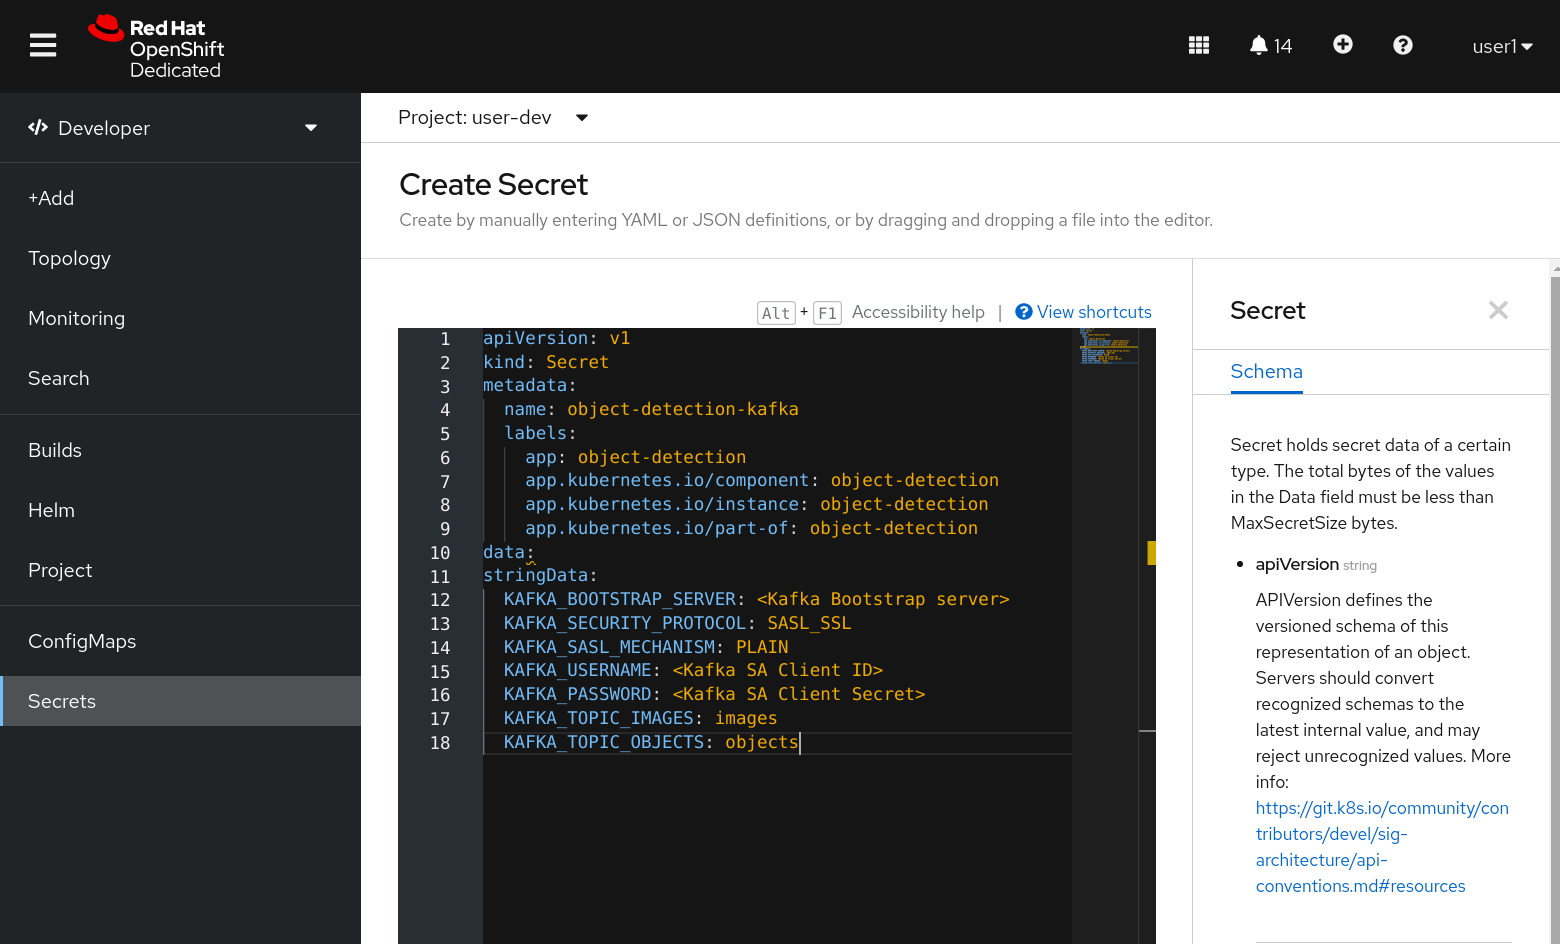 Red Hat
OpenShift
Dedicated
14
user1
Developer
+Add
Topology
Monitoring
Search
Builds
Helm
Project
ConfigMaps
Secrets
Project: user-dev
Create Secret
Create by manually entering YAML or JSON definitions, or by dragging and dropping a file into the editor.
Alt + F1 Accessibility help | View shortcuts
1 apiVersion: v1
2 kind: Secret
3 metadata:
4 name: object-detection-kafka
5 labels:
6 app: object-detection
7 app.kubernetes.io/component: object-detection
8 app.kubernetes.io/instance: object-detection
9 app.kubernetes.io/part-of: object-detection
10 data:
11 stringData:
12 KAFKA_BOOTSTRAP_SERVER: <Kafka Bootstrap server>
13 KAFKA_SECURITY_PROTOCOL: SASL_SSL
14 KAFKA_SASL_MECHANISM: PLAIN
15 KAFKA_USERNAME: <Kafka SA Client ID>
16 KAFKA_PASSWORD: <Kafka SA Client Secret>
17 KAFKA_TOPIC_IMAGES: images
18 KAFKA_TOPIC_OBJECTS: objects
Secret
Schema
Secret holds secret data of a certain
type. The total bytes of the values
in the Data field must be less than
MaxSecretSize bytes.
• apiVersion string
APIVersion defines the
versioned schema of this
representation of an object.
Servers should convert
recognized schemas to the
latest internal value, and may
reject unrecognized values. More
info:
https://git.k8s.io/community/con
tributors/devel/sig-
architecture/api-
conventions.md#resources